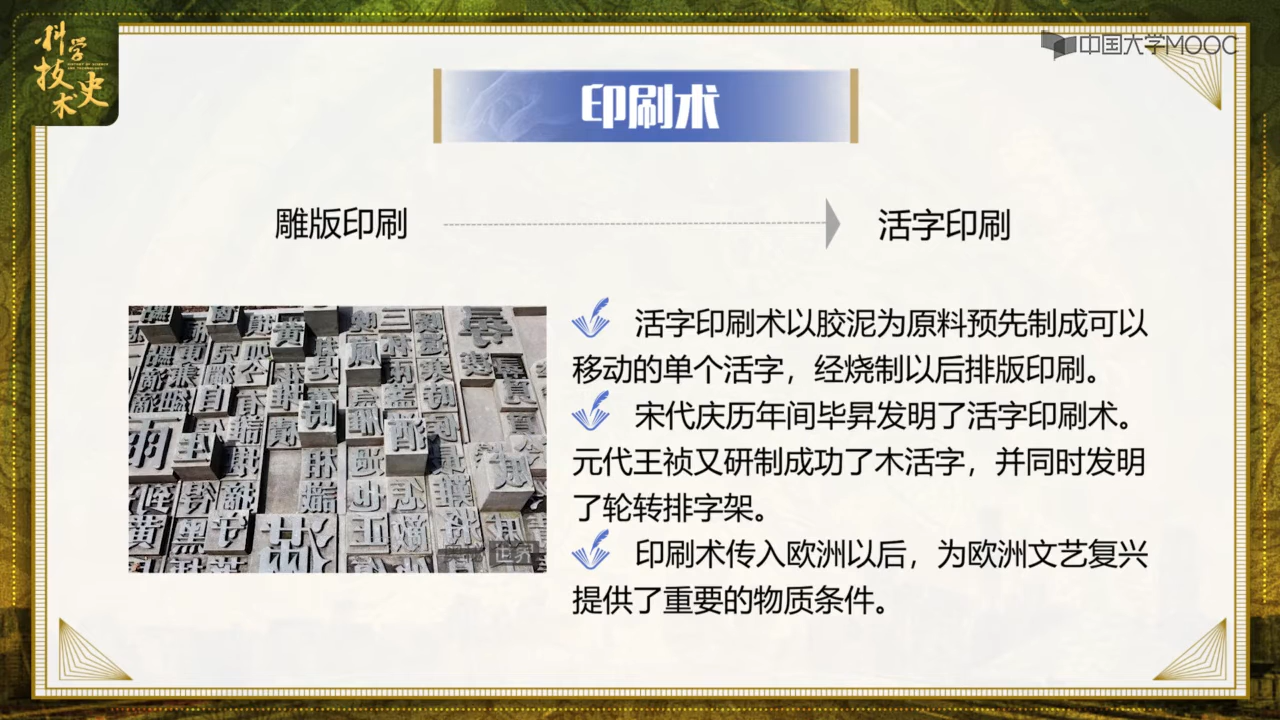 科学技术史
HISTORY OF SCIENCE AND TECHNOLOGY
中国大学MOOC
印刷术
雕版印刷
活字印刷
活字印刷术以胶泥为原料预先制成可以
移动的单个活字，经烧制以后排版印刷。
宋代庆历年间毕昇发明了活字印刷术。
元代王祯又研制成功了木活字，并同时发明
了轮转排字架。
印刷术传入欧洲以后，为欧洲文艺复兴
提供了重要的物质条件。